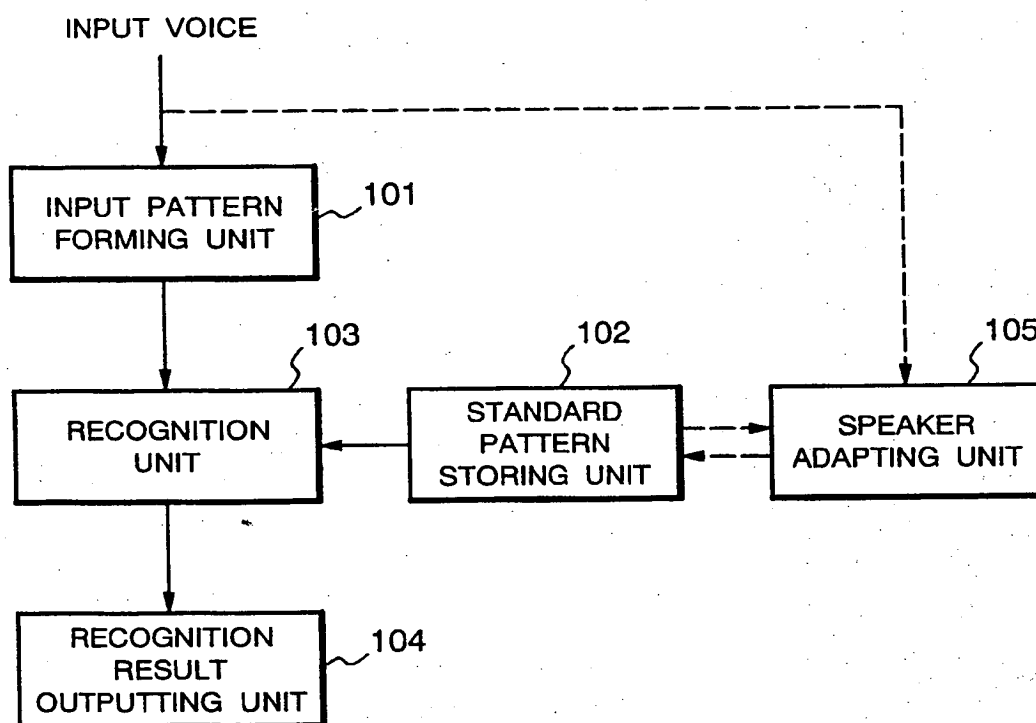 INPUT VOICE
INPUT PATTERN
FORMING UNIT
101
103
102
105
RECOGNITION
UNIT
STANDARD
PATTERN
STORING UNIT
SPEAKER
ADAPTING UNIT
RECOGNITION
RESULT
OUTPUTTING UNIT
104